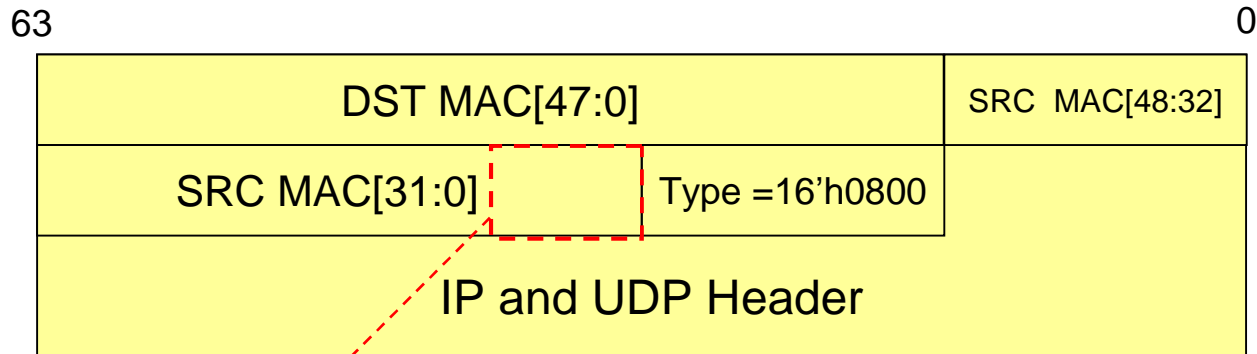 63 0
DST MAC[47:0] SRC MAC[48:32]
SRC MAC[31:0] Type =16’h0800
IP and UDP Header